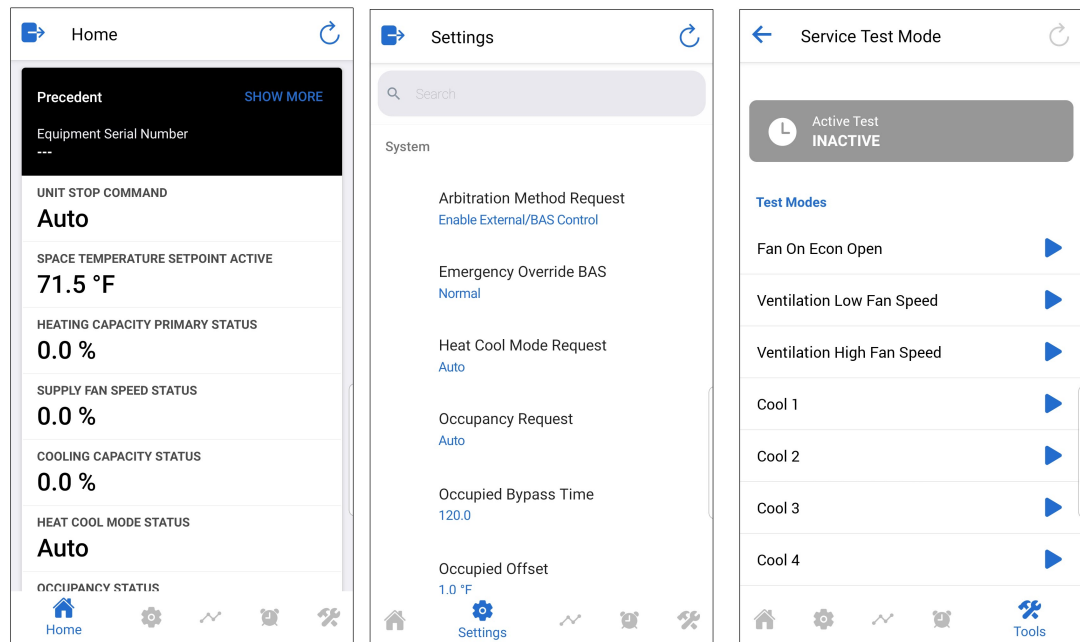 Home
Precedent SHOW MORE
Equipment Serial Number
---
UNIT STOP COMMAND
Auto
SPACE TEMPERATURE SETPOINT ACTIVE
71.5 °F
HEATING CAPACITY PRIMARY STATUS
0.0 %
SUPPLY FAN SPEED STATUS
0.0 %
COOLING CAPACITY STATUS
0.0 %
HEAT COOL MODE STATUS
Auto
OCCUPANCY STATUS
Home
Settings
Search
System
Arbitration Method Request
Enable External/BAS Control
Emergency Override BAS
Normal
Heat Cool Mode Request
Auto
Occupancy Request
Auto
Occupied Bypass Time
120.0
Occupied Offset
1.0 °F
Settings
Service Test Mode
Active Test
INACTIVE
Test Modes
Fan On Econ Open
Ventilation Low Fan Speed
Ventilation High Fan Speed
Cool 1
Cool 2
Cool 3
Cool 4
Tools